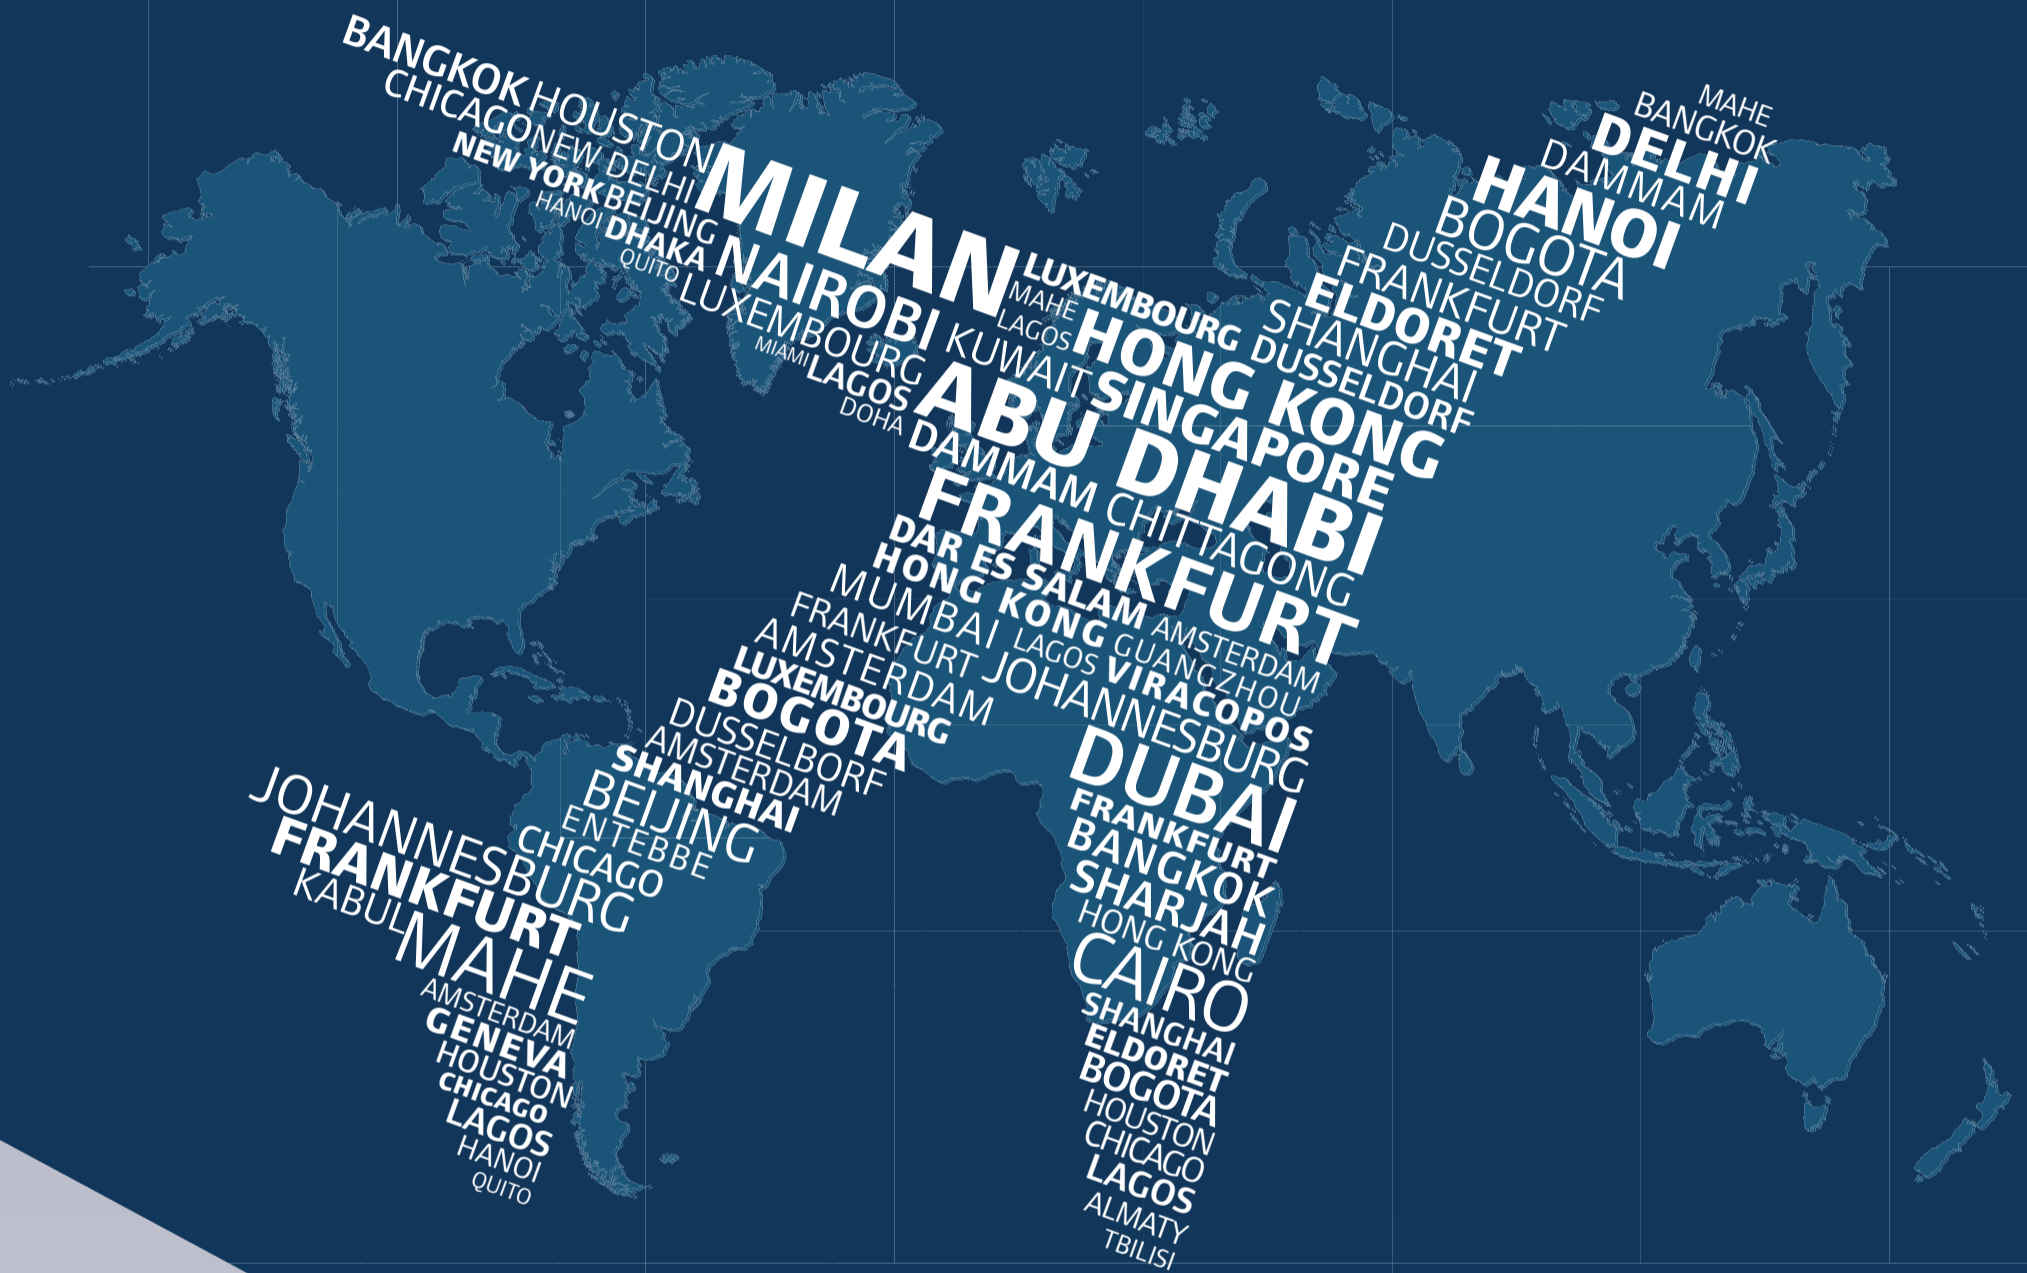 BANGKOK HOUSTON
CHICAGO NEW DELHI
NEW YORK BEIJING
HANOI DHAKA
QUITO
MILAN
NAIROBI
LUXEMBOURG
MIAMI LAGOS
DOHA
LUXEMBOURG
MAHE
LAGOS
KUWAIT
HONG KONG
SINGAPORE
ABU DHABI
DAMMAM CHITTAGONG
FRANKFURT
MAHE
BANGKOK
DELHI
DAMMAM
HANOI
BOGOTA
DUSSELDORF
FRANKFURT
ELDORET
SHANGHAI
DUSSELDORF
DAR ES SALAM AMSTERDAM
HONG KONG GUANGZHOU
MUMBAI LAGOS VIRACOPOS
FRANKFURT JOHANNESBURG
AMSTERDAM
LUXEMBOURG
BOGOTA
DUSSELBORF
AMSTERDAM
SHANGHAI
BEIJING
ENTEBBE
CHICAGO
JOHANNESBURG
FRANKFURT
KABUL MAHE
AMSTERDAM
GENEVA
HOUSTON
CHICAGO
LAGOS
HANOI
QUITO
DUBAI
FRANKFURT
BANGKOK
SHARJAH
HONG KONG
CAIRO
SHANGHAI
ELDORET
BOGOTA
HOUSTON
CHICAGO
LAGOS
ALMATY
TBILISI